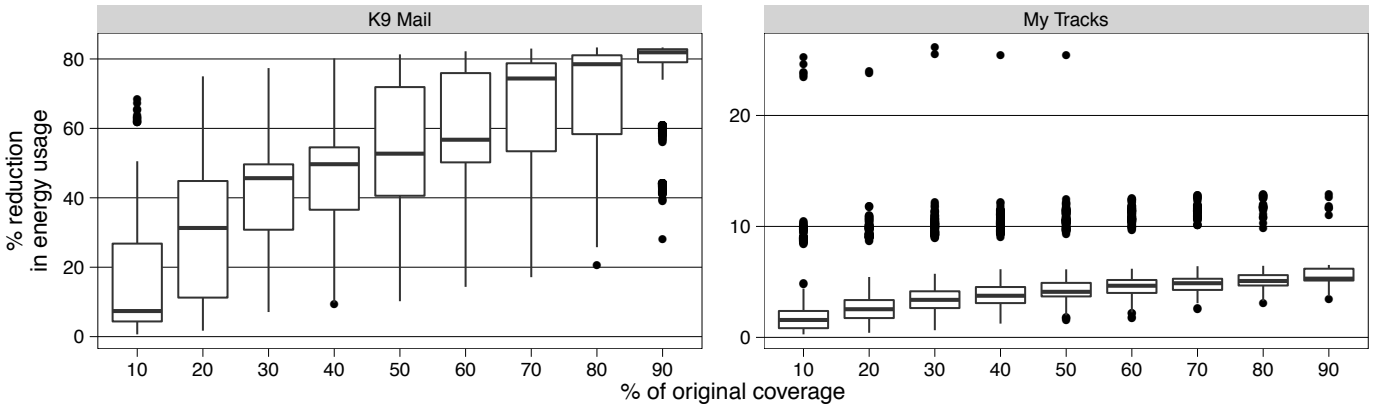 K9 Mail
My Tracks
% reduction
in energy usage
80
60
40
20
0
20
10
0
10 20 30 40 50 60 70 80 90
10 20 30 40 50 60 70 80 90
% of original coverage